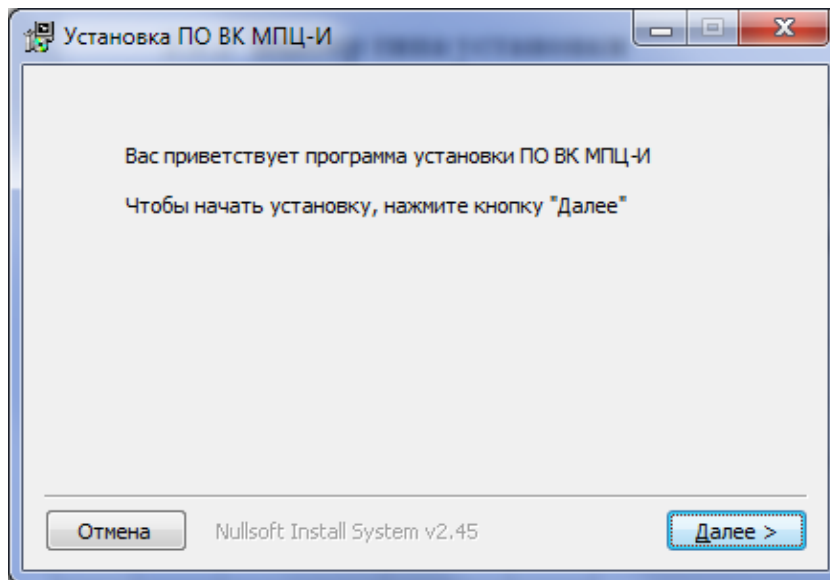 Установка ПО ВК МПЦ-И
Вас приветствует программа установки ПО ВК МПЦ-И
Чтобы начать установку, нажмите кнопку "Далее"
Отмена
Nullsoft Install System v2.45
Далее >